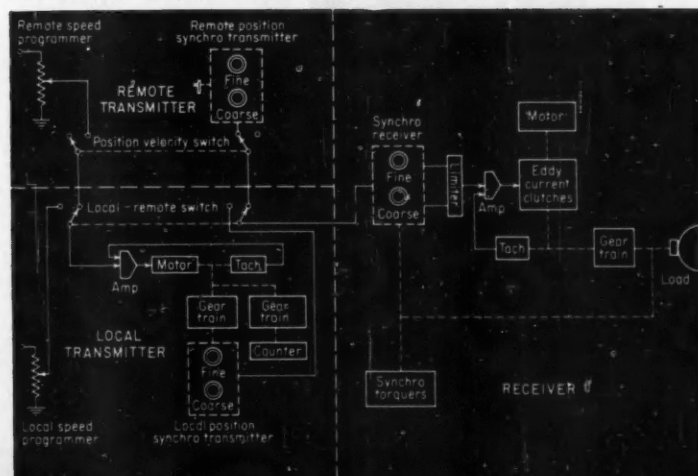 Remote speed
programmer
Remote position
synchro transmitter
Fine
Coarse
REMOTE
TRANSMITTER
Position velocity switch
Local - remote switch
Amp
Motor
Tach
Gear
train
Gear
train
Counter
LOCAL
TRANSMITTER
Fine
Coarse
Local speed
programmer
Local position
synchro transmitter
Synchro
receiver
Fine
Coarse
Limiter
Amp
Motor
Eddy
current
clutches
Tach
Gear
train
Load
Synchro
torquers
RECEIVER